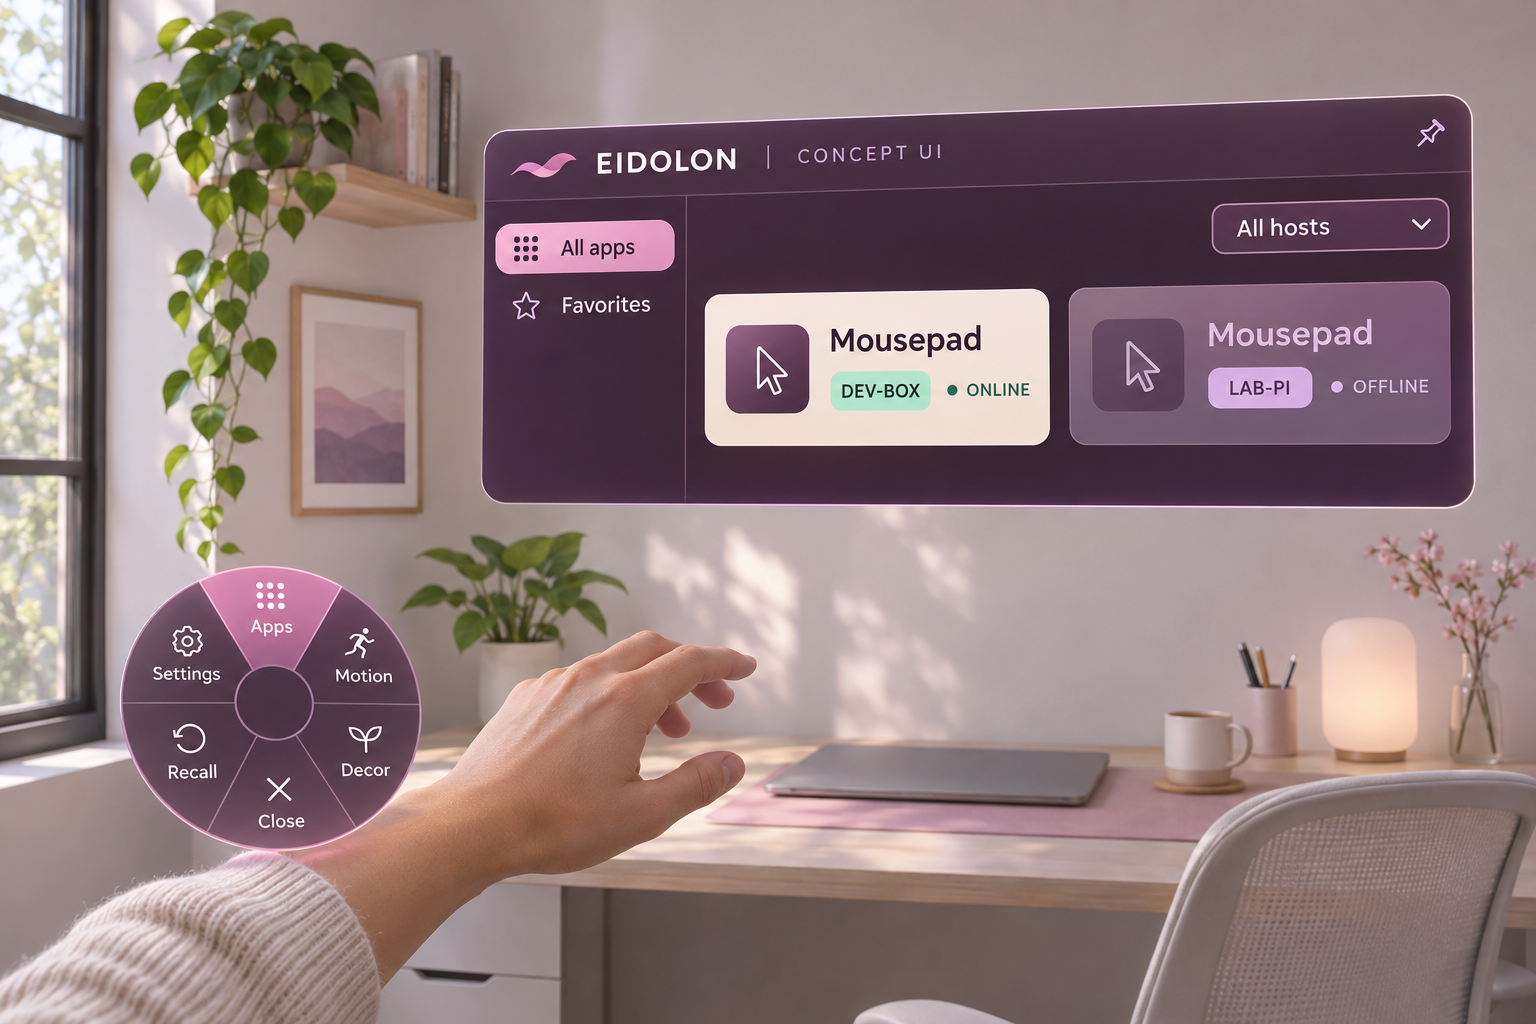 EIDOLON | CONCEPT UI
All apps
Favorites
All hosts
Mousepad
DEV-BOX
ONLINE
Mousepad
LAB-PI
OFFLINE
Apps
Settings
Motion
Recall
Decor
Close